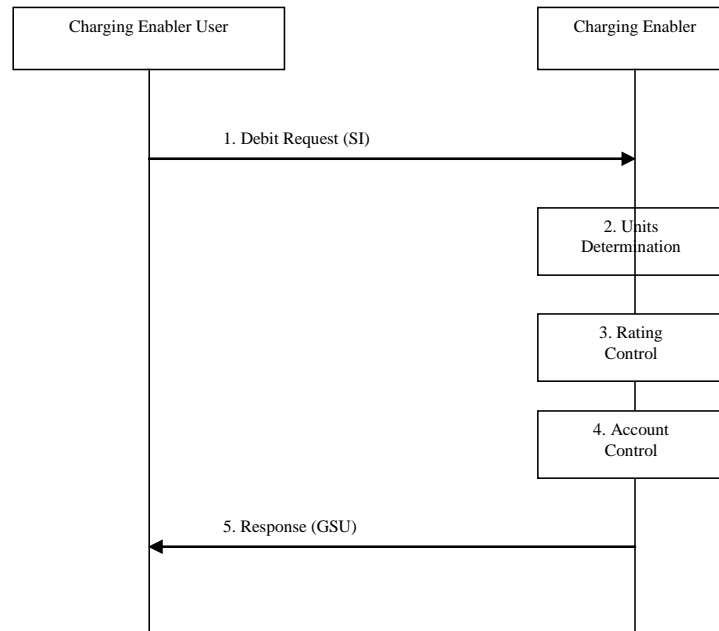 Charging Enabler User
Charging Enabler
1. Debit Request (SI)
2. Units
Determination
3. Rating
Control
4. Account
Control
5. Response (GSU)